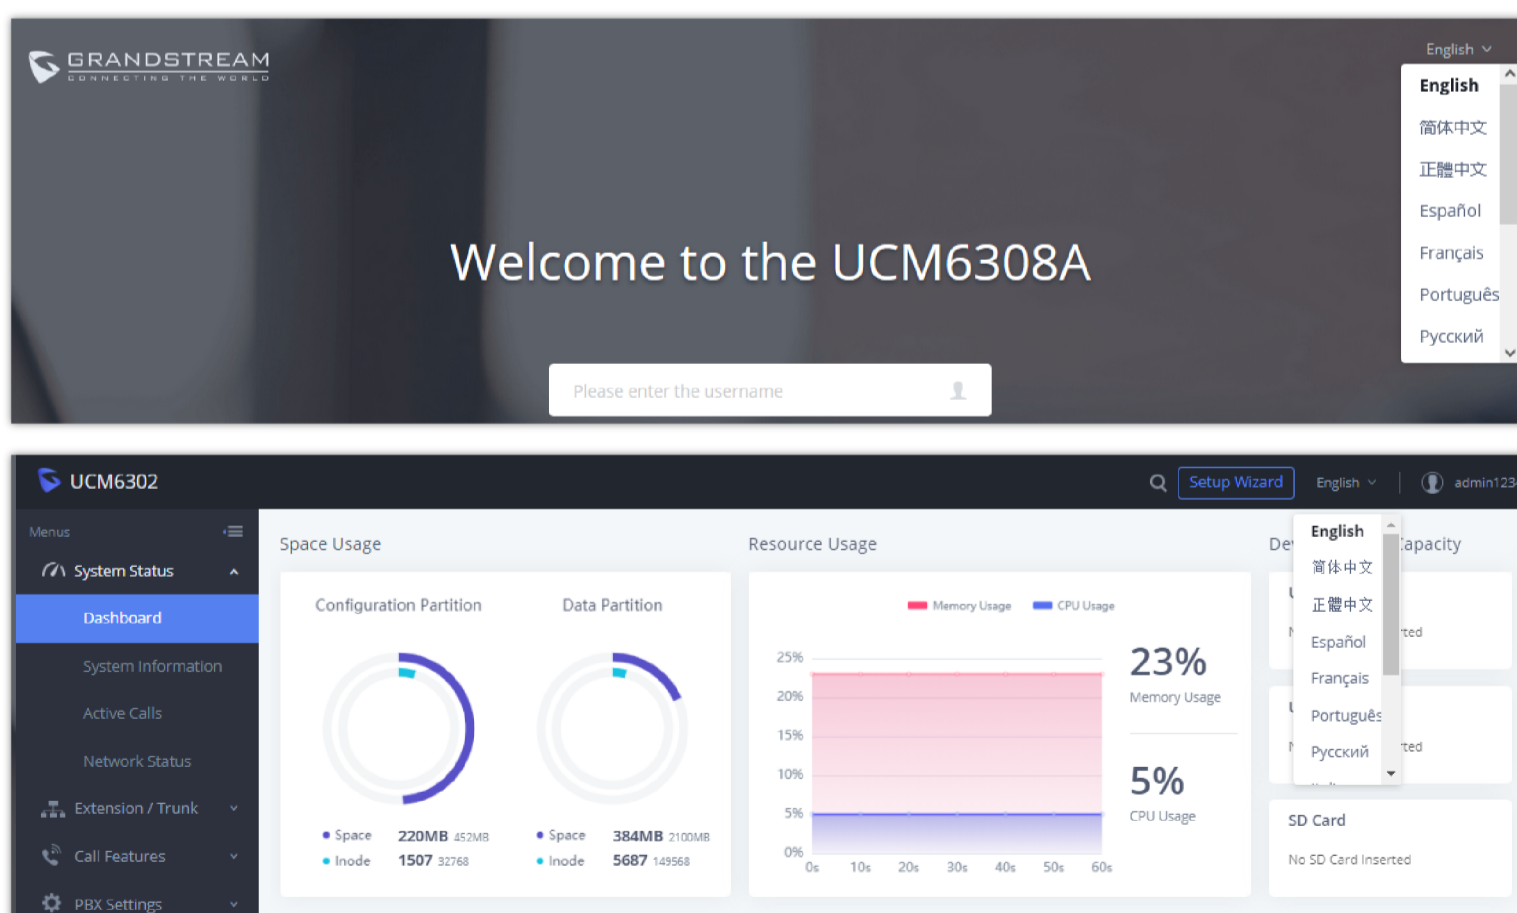 GRANDSTREAM
CONNECTING THE WORLD
English
English
简体中文
正體中文
Español
Français
Português
Русский
Welcome to the UCM6308A
Please enter the username
UCM6302
Setup Wizard
English
admin123
Menus
System Status
Dashboard
System Information
Active Calls
Network Status
Extension / Trunk
Call Features
PBX Settings
Space Usage
Configuration Partition
Space 220MB 452MB
Inode 1507 32768
Data Partition
Space 384MB 2100MB
Inode 5687 149568
Resource Usage
Memory Usage CPU Usage
25%
20%
15%
10%
5%
0%
0s 10s 20s 30s 40s 50s 60s
23%
Memory Usage
5%
CPU Usage
English
简体中文
正體中文
Español
Français
Português
Русский
Capacity
SD Card
No SD Card Inserted